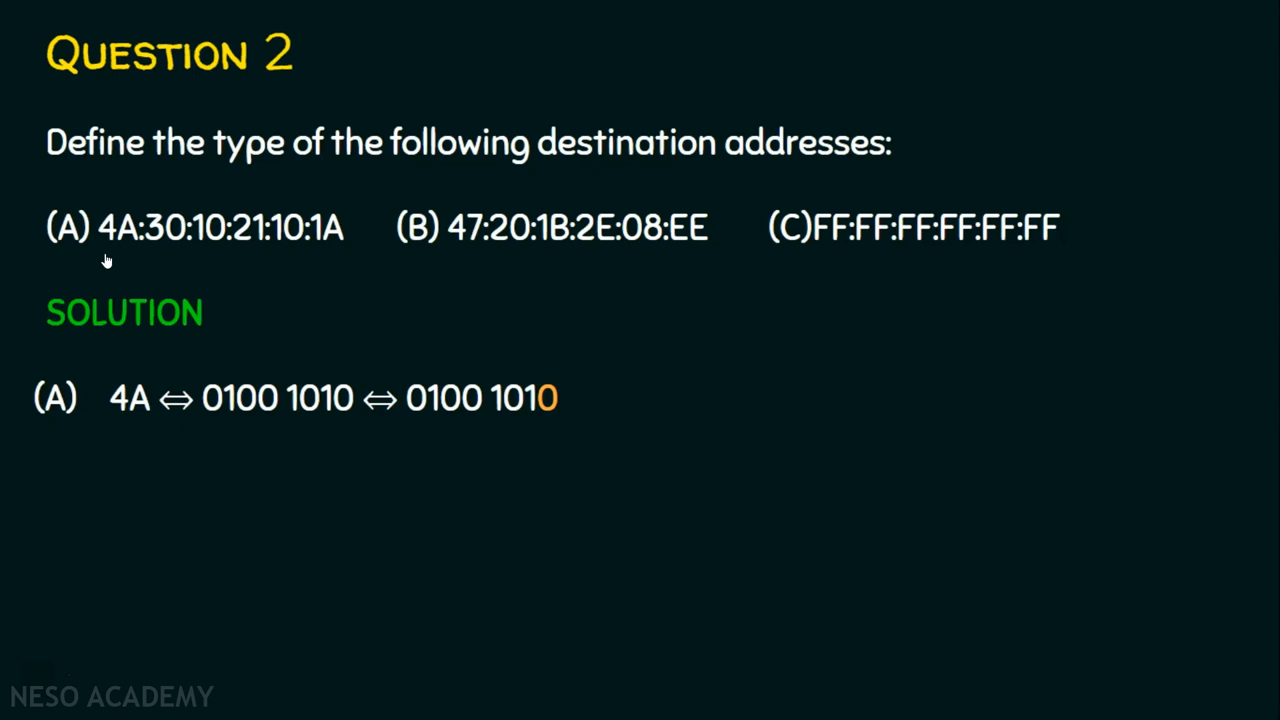 QUESTION 2
Define the type of the following destination addresses:
(A) 4A:30:10:21:10:1A (B) 47:20:1B:2E:08:EE (C)FF:FF:FF:FF:FF:FF
SOLUTION
(A) 4A ⇔ 0100 1010 ⇔ 0100 1010
NESO ACADEMY